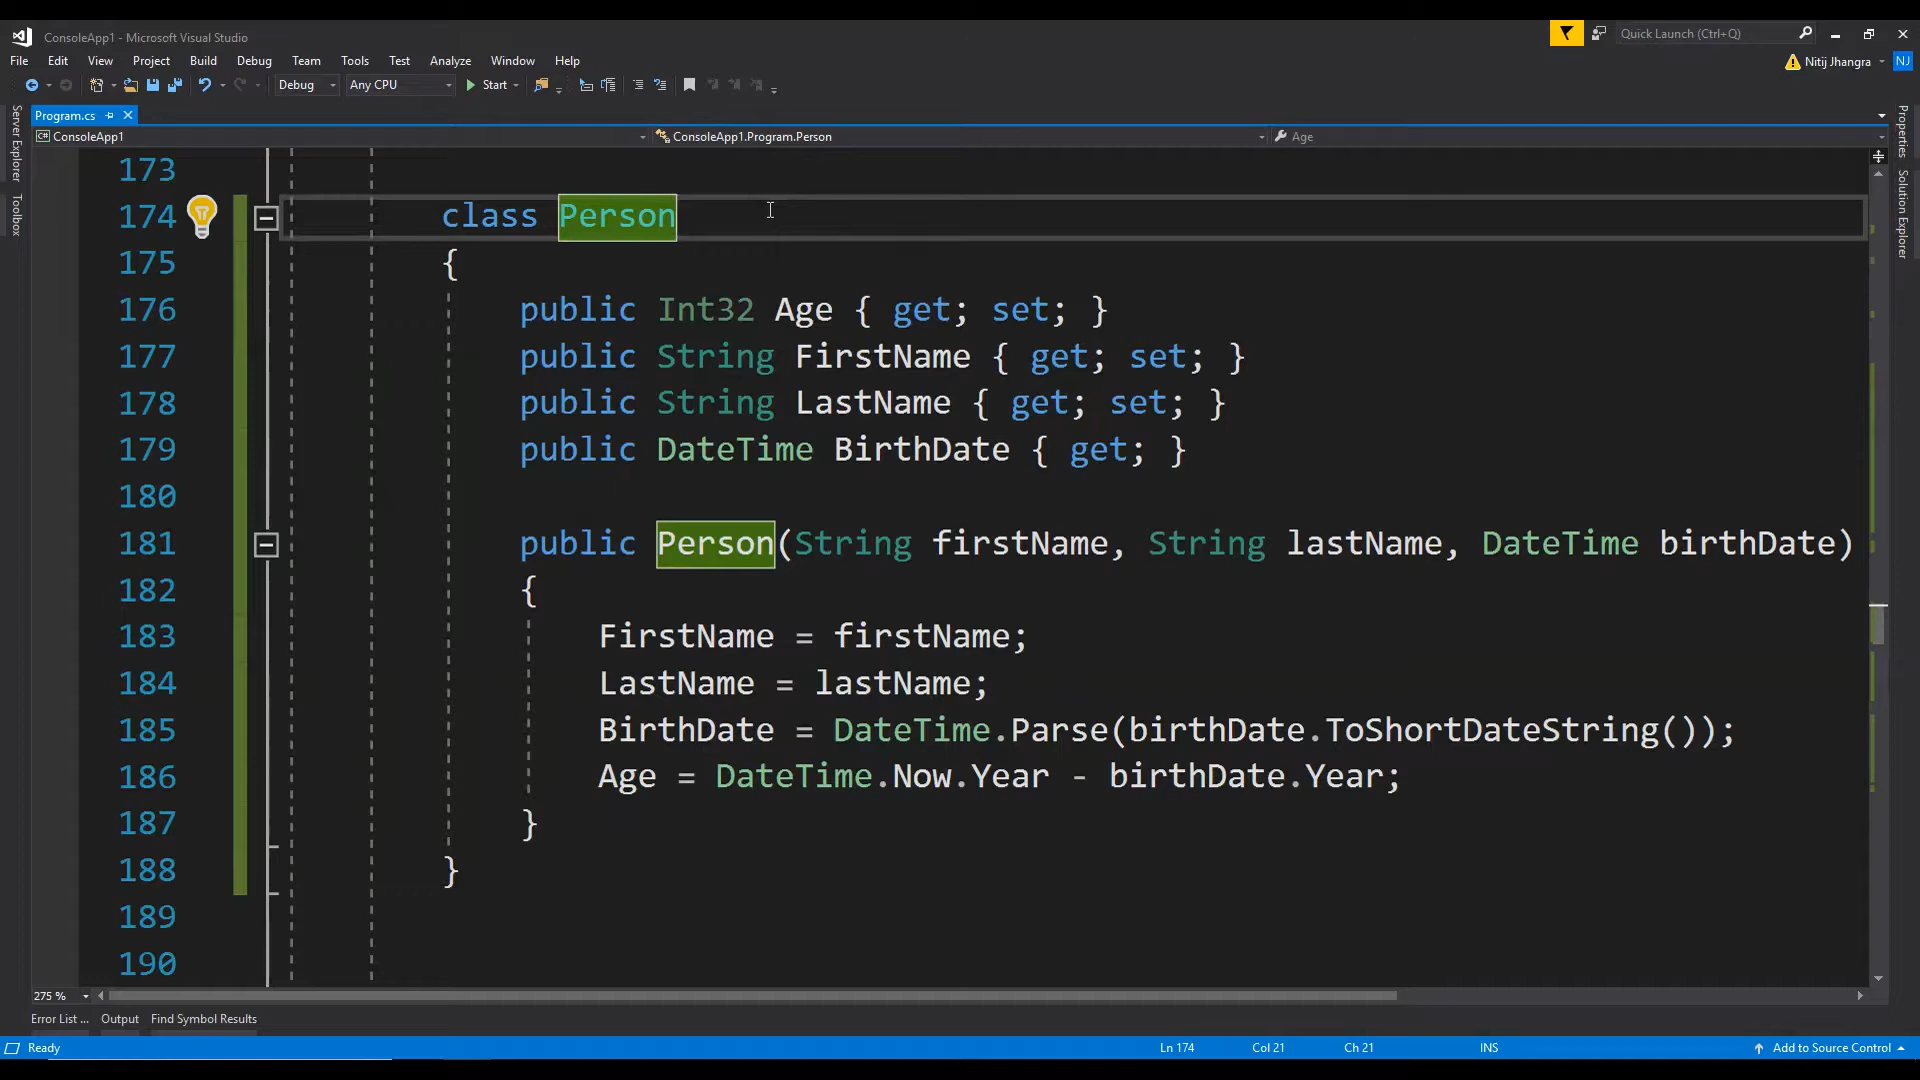 ConsoleApp1 - Microsoft Visual Studio
Quick Launch (Ctrl+Q)
File Edit View Project Build Debug Team Tools Test Analyze Window Help
Nitij Jhangra NJ
Debug Any CPU Start
Program.cs
C# ConsoleApp1 ConsoleApp1.Program.Person Age
Server Explorer
Toolbox
Properties
Solution Explorer
173
174 class Person
175 {
176 public Int32 Age { get; set; }
177 public String FirstName { get; set; }
178 public String LastName { get; set; }
179 public DateTime BirthDate { get; }
180
181 public Person(String firstName, String lastName, DateTime birthDate)
182 {
183 FirstName = firstName;
184 LastName = lastName;
185 BirthDate = DateTime.Parse(birthDate.ToShortDateString());
186 Age = DateTime.Now.Year - birthDate.Year;
187 }
188 }
189
190
275 %
Error List ... Output Find Symbol Results
Ready Ln 174 Col 21 Ch 21 INS Add to Source Control